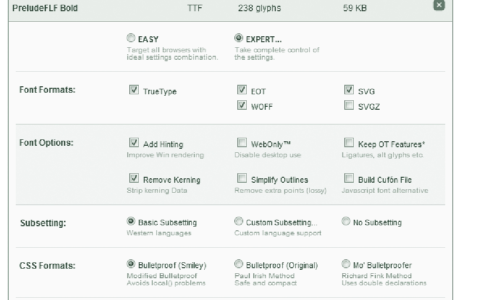 PreludeFLF Bold TTF 238 glyphs 59 KB
EASY EXPERT...
Target all browsers with Take complete control of
ideal settings combination. the settings.
Font Formats: TrueType EOT SVG
WOFF SVGZ
Font Options: Add Hinting WebOnly™ Keep OT Features*
Improve Win rendering Disable desktop use Ligatures, all glyphs etc.
Remove Kerning Simplify Outlines Build Cufón File
Strip kerning Data Remove extra points (lossy) Javascript font alternative
Subsetting: Basic Subsetting Custom Subsetting... No Subsetting
Western languages Custom language support
CSS Formats: Bulletproof (Smiley) Bulletproof (Original) Mo' Bulletproofer
Modified Bulletproof Paul Irish Method Richard Fink Method
Avoids local() problems Safe and compact Uses double declarations